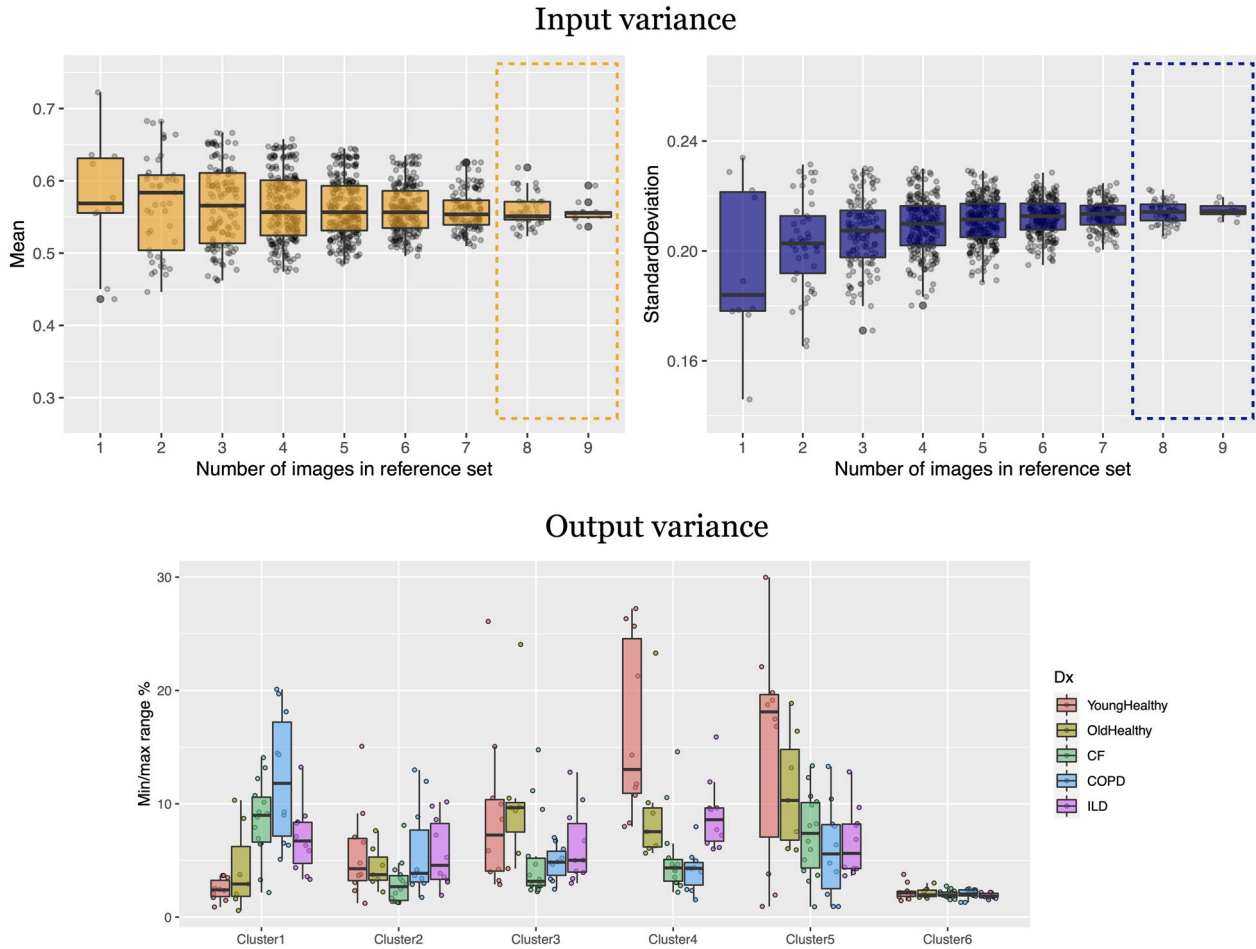 Input variance
Mean
0.7
0.6
0.5
0.4
0.3
1 2 3 4 5 6 7 8 9
Number of images in reference set
StandardDeviation
0.24
0.20
0.16
1 2 3 4 5 6 7 8 9
Number of images in reference set
Output variance
Min/max range %
30
20
10
0
Cluster1 Cluster2 Cluster3 Cluster4 Cluster5 Cluster6
Dx
YoungHealthy
OldHealthy
CF
COPD
ILD